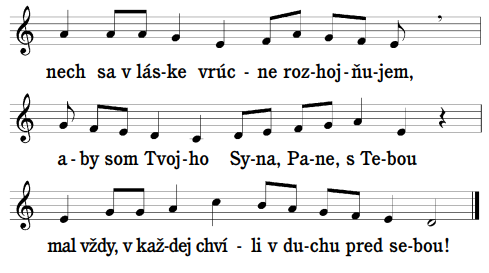 nech sa v lás-ke vrúc - ne roz-hoj-ňu-jem,
a-by som Tvoj-ho Sy-na, Pa-ne, s Te-bou
mal vždy, v kaž-dej chví - li v du-chu pred se-bou!